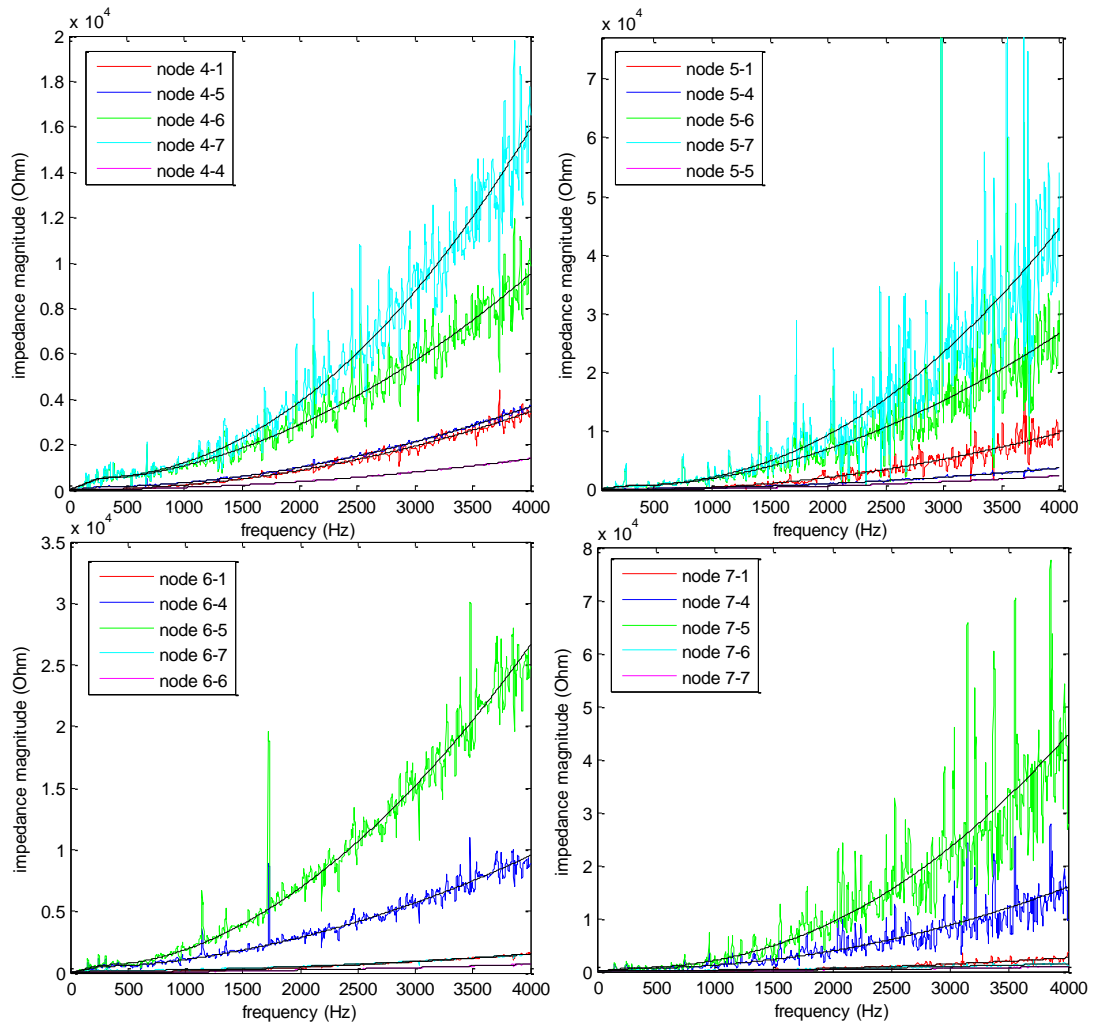 x 10^4
2
1.8
1.6
1.4
1.2
1
0.8
0.6
0.4
0.2
0
impedance magnitude (Ohm)
node 4-1
node 4-5
node 4-6
node 4-7
node 4-4
0 500 1000 1500 2000 2500 3000 3500 4000
frequency (Hz)
x 10^4
7
6
5
4
3
2
1
0
impedance magnitude (Ohm)
node 5-1
node 5-4
node 5-6
node 5-7
node 5-5
500 1000 1500 2000 2500 3000 3500 4000
frequency (Hz)
x 10^4
3.5
3
2.5
2
1.5
1
0.5
0
impedance magnitude (Ohm)
node 6-1
node 6-4
node 6-5
node 6-7
node 6-6
0 500 1000 1500 2000 2500 3000 3500 4000
frequency (Hz)
x 10^4
8
7
6
5
4
3
2
1
0
impedance magnitude (Ohm)
node 7-1
node 7-4
node 7-5
node 7-6
node 7-7
0 500 1000 1500 2000 2500 3000 3500 4000
frequency (Hz)